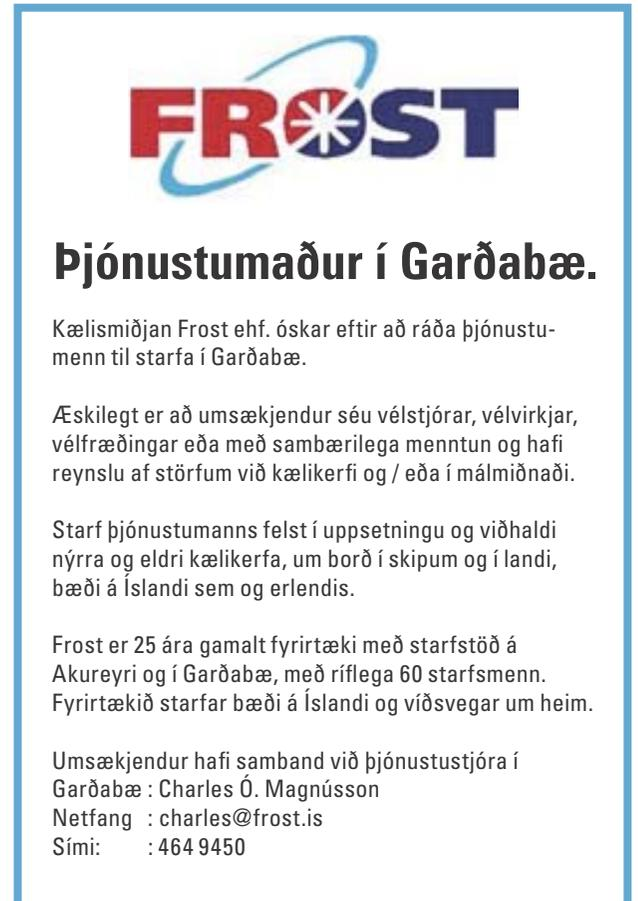 FROST
Þjónustumaður í Garðabæ.
Kælismiðjan Frost ehf. óskar eftir að ráða þjónustu-
menn til starfa í Garðabæ.
Æskilegt er að umsækjendur séu vélstjórar, vélvirkjar,
vélfræðingar eða með sambærilega menntun og hafi
reynslu af störfum við kælikerfi og / eða í málmiðnaði.
Starf þjónustumanns felst í uppsetningu og viðhaldi
nýrra og eldri kælikerfa, um borð í skipum og í landi,
bæði á Íslandi sem og erlendis.
Frost er 25 ára gamalt fyrirtæki með starfstöð á
Akureyri og í Garðabæ, með ríflega 60 starfsmenn.
Fyrirtækið starfar bæði á Íslandi og víðsvegar um heim.
Umsækjendur hafi samband við þjónustustjóra í
Garðabæ : Charles Ó. Magnússon
Netfang : charles@frost.is
Sími: : 464 9450